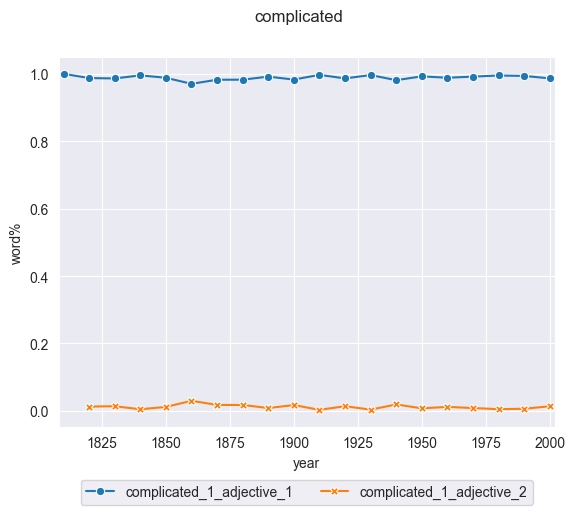 complicated
1.0
0.8
0.6
0.4
0.2
0.0
word%
1825 1850 1875 1900 1925 1950 1975 2000
year
complicated_1_adjective_1 complicated_1_adjective_2